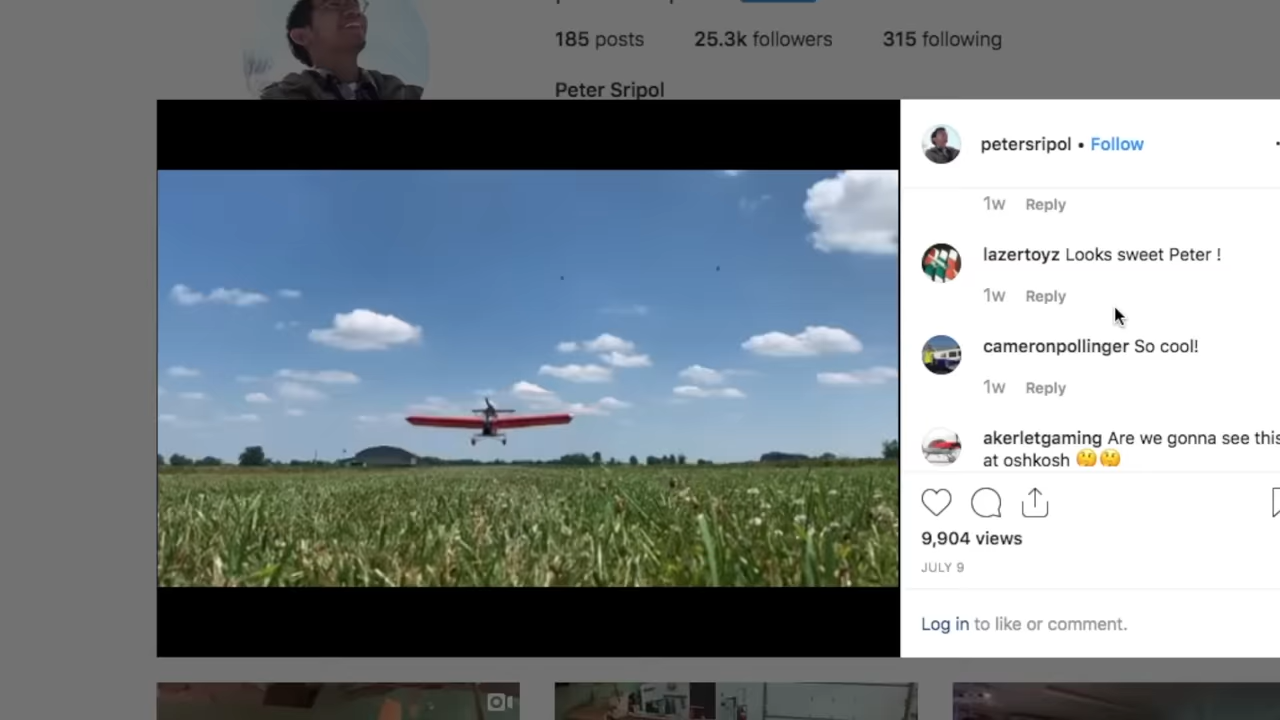 185 posts 25.3k followers 315 following
Peter Sripol
petersripol • Follow
1w Reply
lazertoyz Looks sweet Peter !
1w Reply
cameronpollinger So cool!
1w Reply
akerletgaming Are we gonna see this
at oshkosh 🤔🤔
9,904 views
JULY 9
Log in to like or comment.